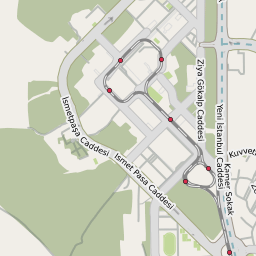 Ziya Gökalp Caddesi
Yeni İstanbul Caddesi
Kamer Sokak
Kuvvet
İsmetpaşa Caddesi
İsmet Paşa Caddesi